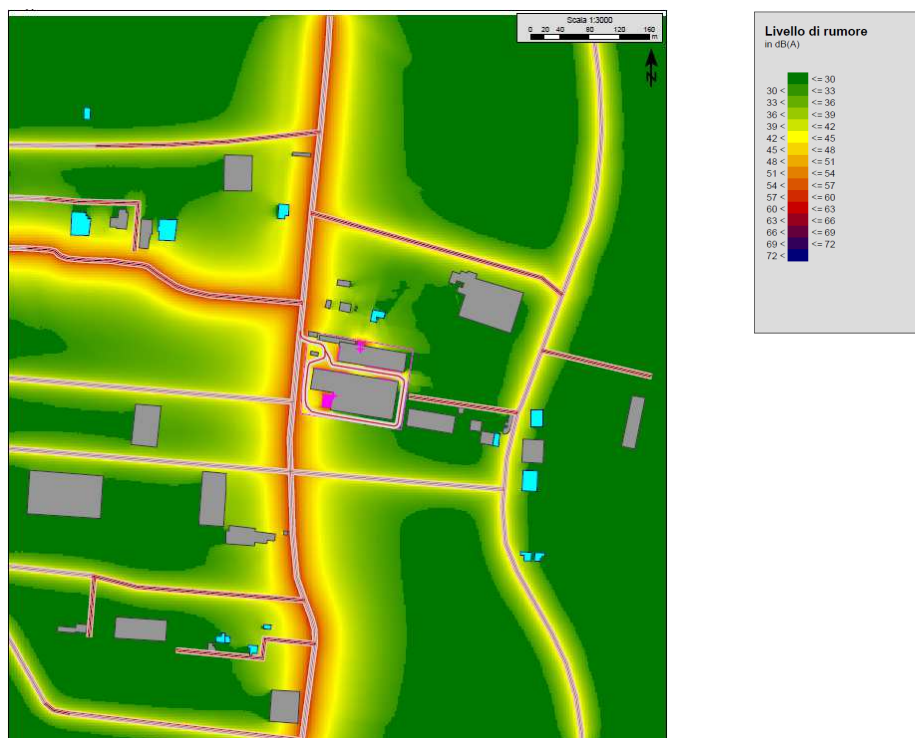 Scala 1:3000
0 20 40 80 120 160
m
N
Livello di rumore
in dB(A)
<= 30
30 < <= 33
33 < <= 36
36 < <= 39
39 < <= 42
42 < <= 45
45 < <= 48
48 < <= 51
51 < <= 54
54 < <= 57
57 < <= 60
60 < <= 63
63 < <= 66
66 < <= 69
69 < <= 72
72 <